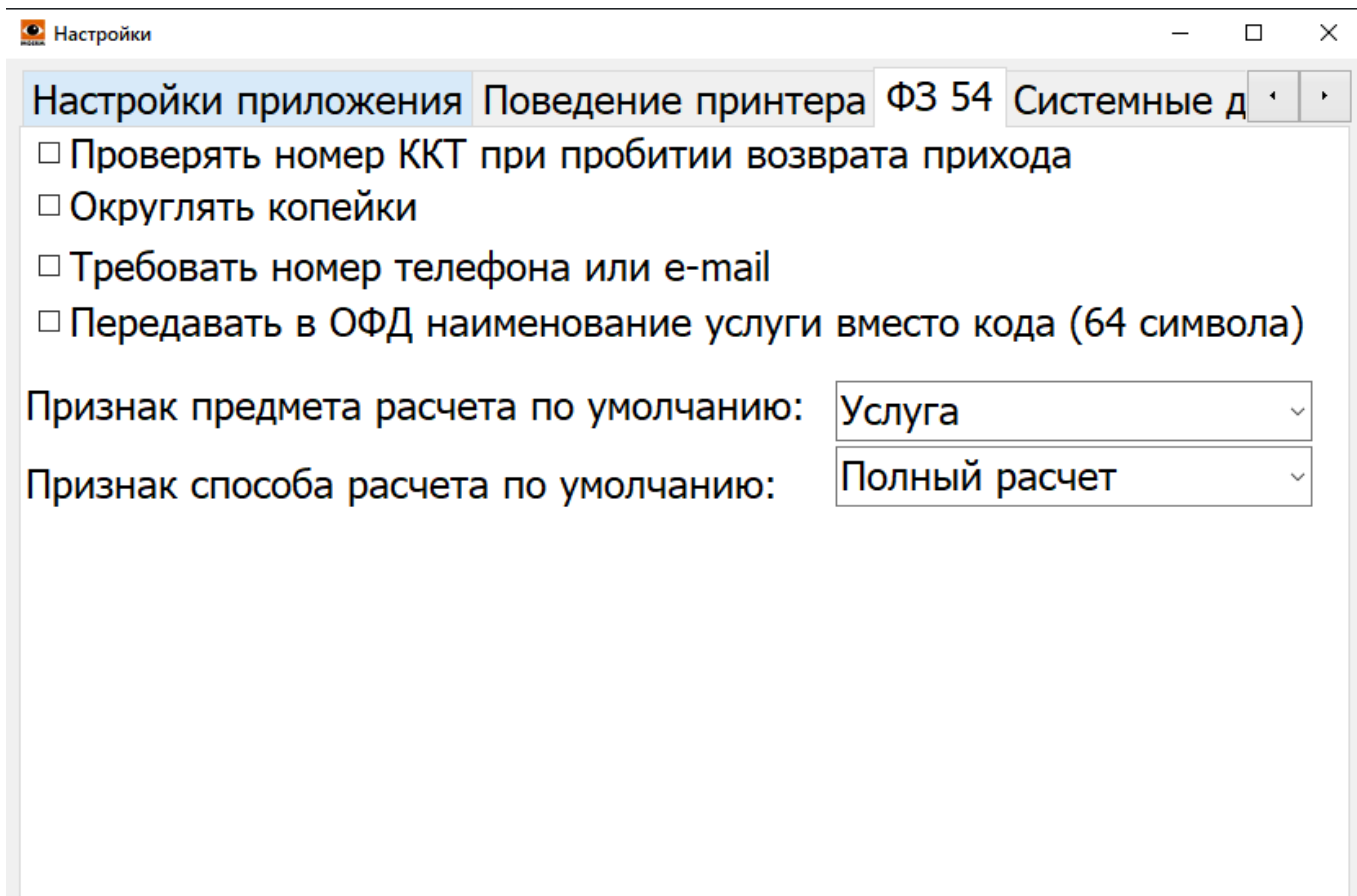 Настройки
Настройки приложения Поведение принтера ФЗ 54 Системные д
Проверять номер ККТ при пробитии возврата прихода
Округлять копейки
Требовать номер телефона или e-mail
Передавать в ОФД наименование услуги вместо кода (64 символа)
Признак предмета расчета по умолчанию: Услуга
Признак способа расчета по умолчанию: Полный расчет